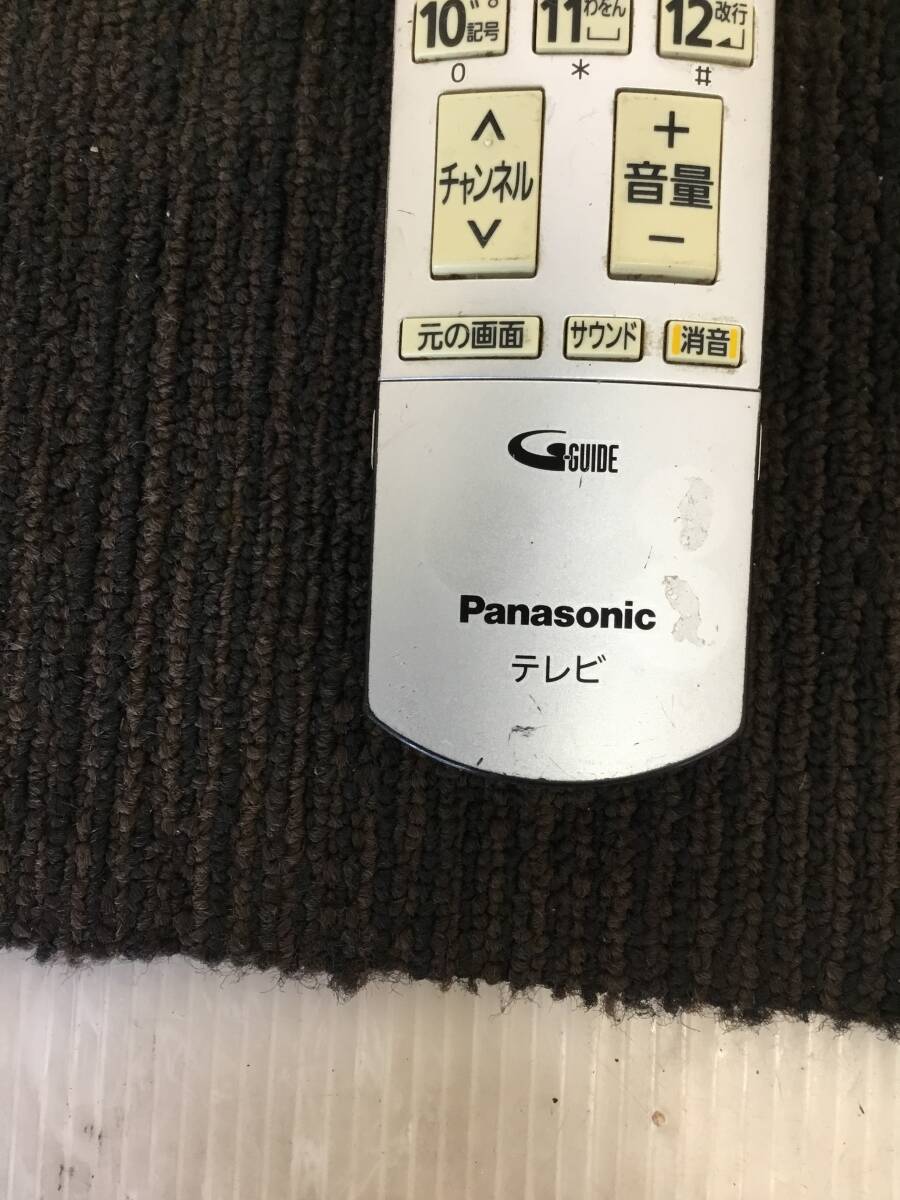 10 ゛゜記号 11 わをん 12 改行
0 * #
∧ +
チャンネル 音量
∨ −
元の画面 サウンド 消音
G-GUIDE
Panasonic
テレビ